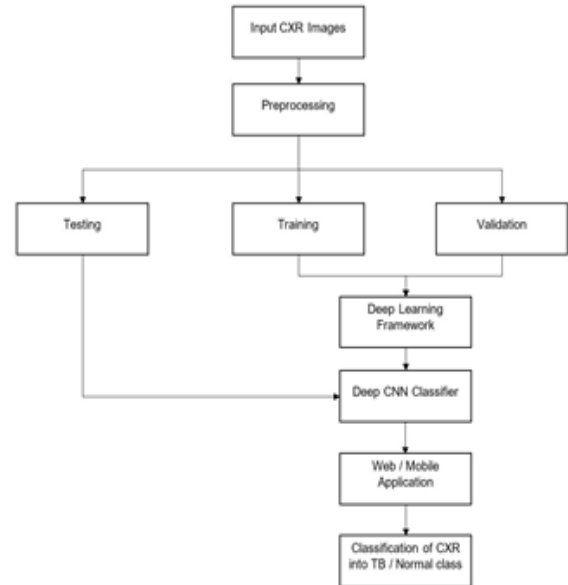 Input CXR Images
Preprocessing
Testing
Training
Validation
Deep Learning
Framework
Deep CNN Classifier
Web / Mobile
Application
Classification of CXR
into TB / Normal class